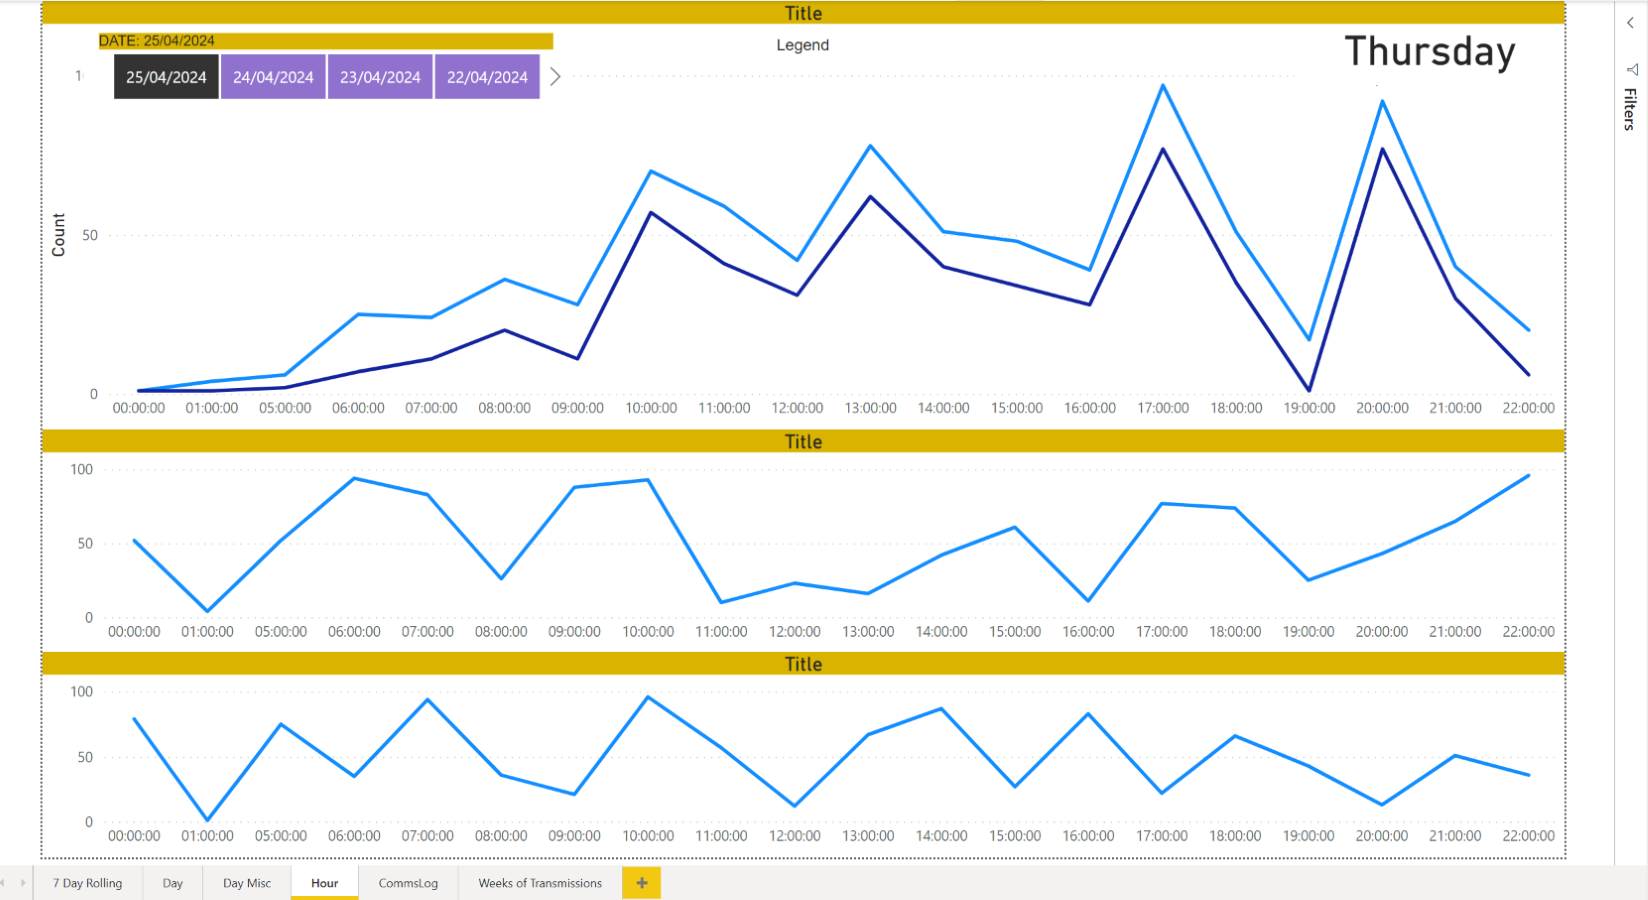 Title
DATE: 25/04/2024
Legend
Thursday
25/04/2024 24/04/2024 23/04/2024 22/04/2024
Filters
Count
50
0
00:00:00 01:00:00 05:00:00 06:00:00 07:00:00 08:00:00 09:00:00 10:00:00 11:00:00 12:00:00 13:00:00 14:00:00 15:00:00 16:00:00 17:00:00 18:00:00 19:00:00 20:00:00 21:00:00 22:00:00
Title
100
50
0
00:00:00 01:00:00 05:00:00 06:00:00 07:00:00 08:00:00 09:00:00 10:00:00 11:00:00 12:00:00 13:00:00 14:00:00 15:00:00 16:00:00 17:00:00 18:00:00 19:00:00 20:00:00 21:00:00 22:00:00
Title
100
50
0
00:00:00 01:00:00 05:00:00 06:00:00 07:00:00 08:00:00 09:00:00 10:00:00 11:00:00 12:00:00 13:00:00 14:00:00 15:00:00 16:00:00 17:00:00 18:00:00 19:00:00 20:00:00 21:00:00 22:00:00
7 Day Rolling Day Day Misc Hour CommsLog Weeks of Transmissions +